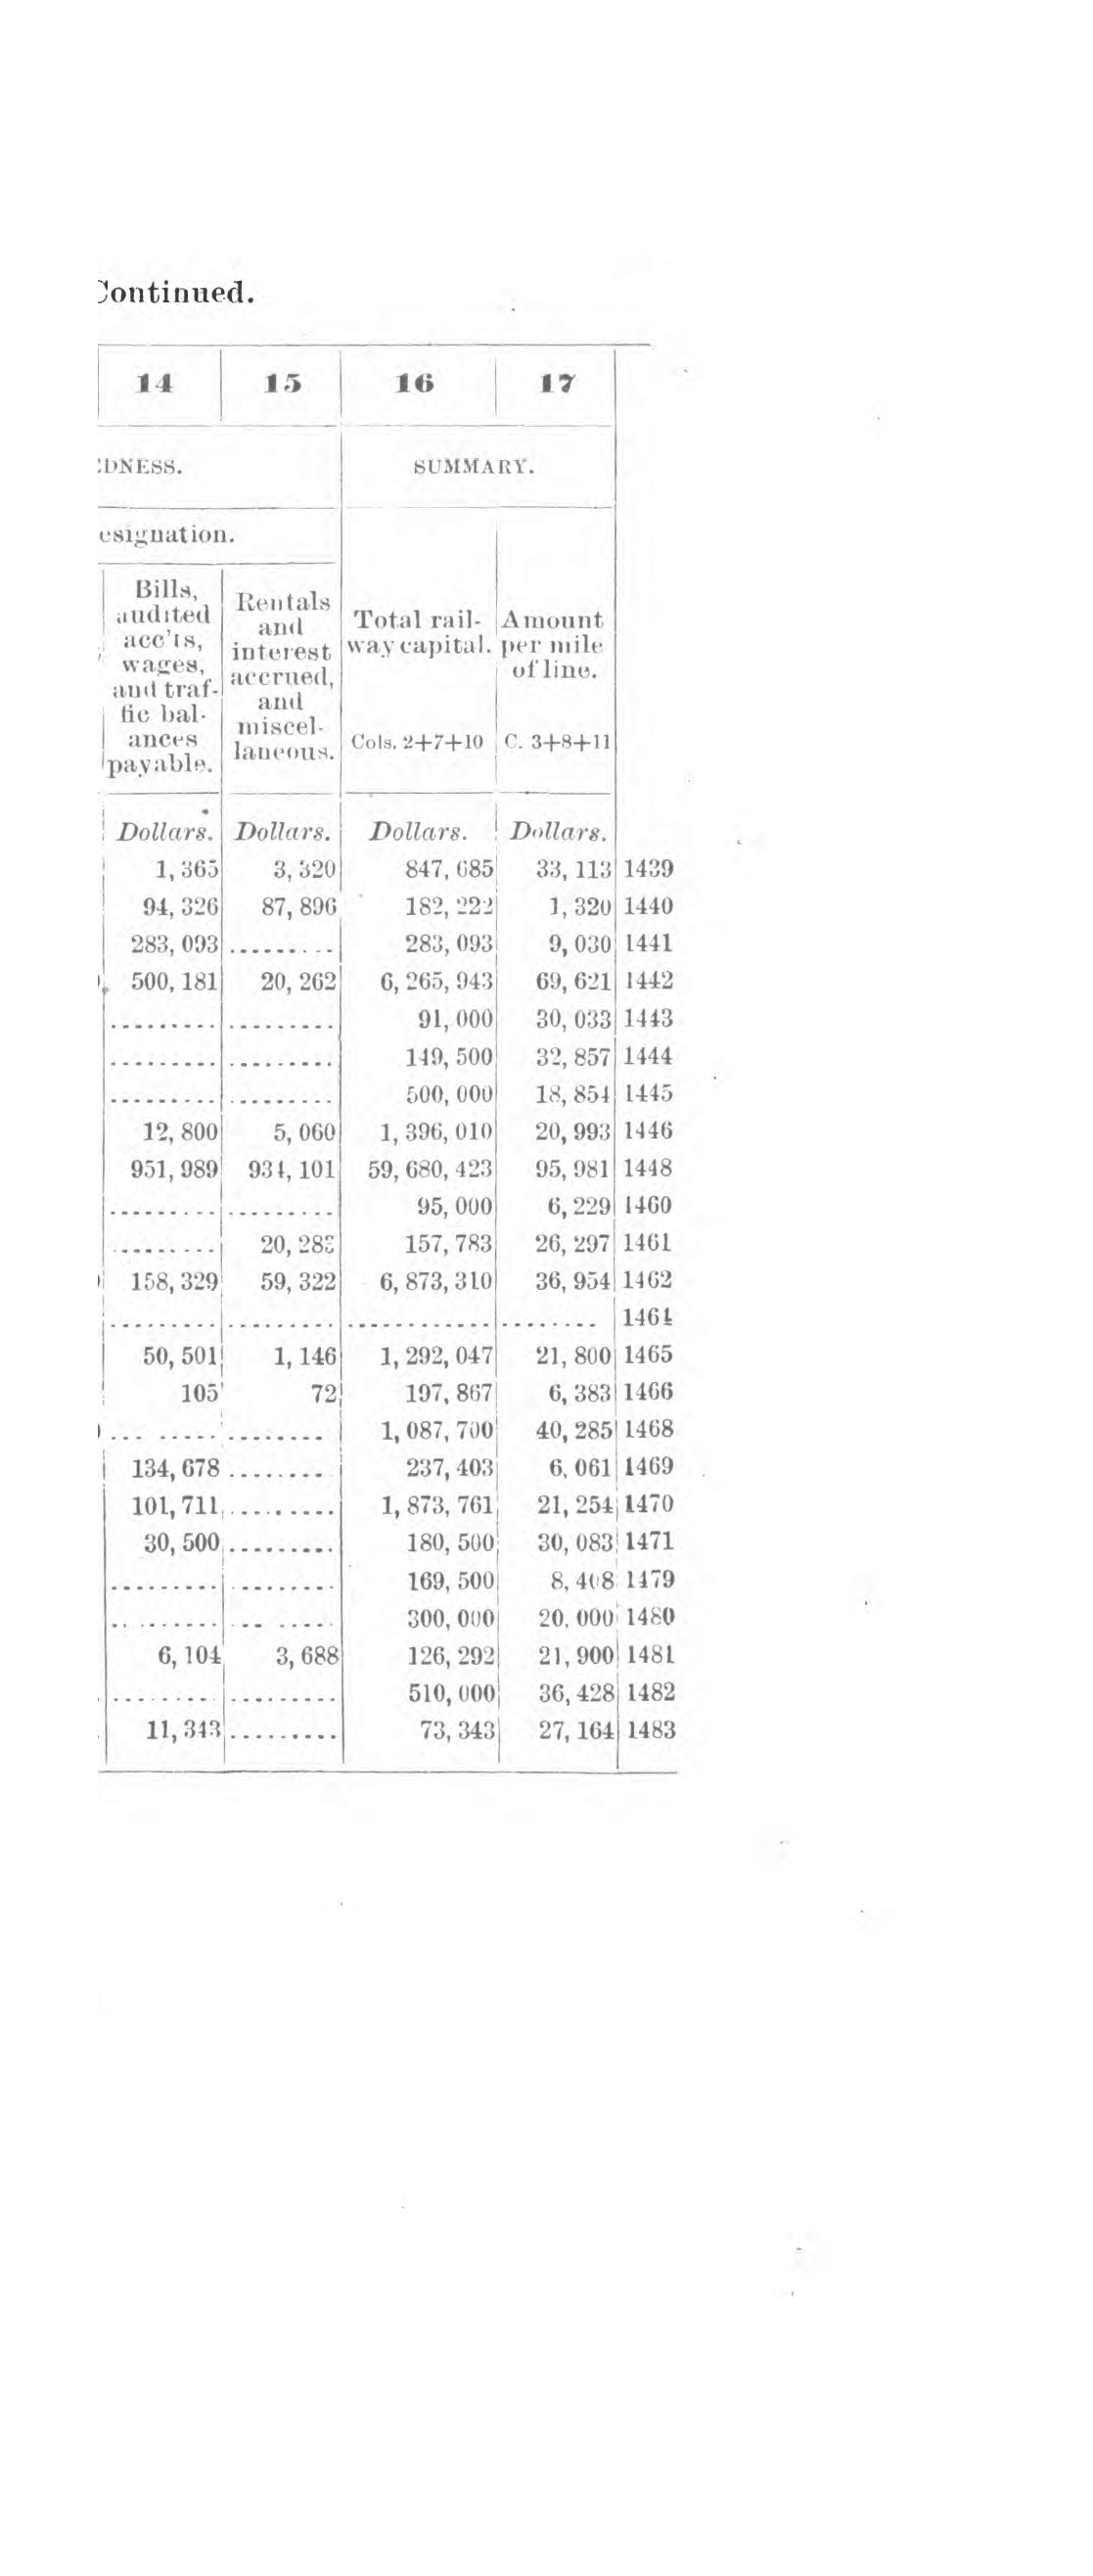 Continued.
14 15 16 17
EDNESS. SUMMARY.
esignation.
Bills, audited acc'ts, wages, and traf- fic bal- ances payable. Rentals and interest accrued, and miscel- laneous. Total rail- way capital. Cols. 2+7+10 Amount per mile of line. C. 3+8+11
Dollars. Dollars. Dollars. Dollars.
1,365 3,320 847,685 33,113 1439
94,326 87,896 182,222 1,320 1440
283,093 ......... 283,093 9,030 1441
500,181 20,262 6,265,943 69,621 1442
......... ......... 91,000 30,033 1443
......... ......... 149,500 32,857 1444
......... ......... 500,000 18,854 1445
12,800 5,060 1,396,010 20,993 1446
951,989 934,101 59,680,423 95,981 1448
......... ......... 95,000 6,229 1460
......... 20,283 157,783 26,297 1461
158,329 59,322 6,873,310 36,954 1462
......... ......... ............ ........ 1464
50,501 1,146 1,292,047 21,800 1465
105 72 197,867 6,383 1466
... ..... ........ 1,087,700 40,285 1468
134,678 ........ 237,403 6,061 1469
101,711 ......... 1,873,761 21,254 1470
30,500 ......... 180,500 30,083 1471
......... ......... 169,500 8,408 1479
......... ... ..... 300,000 20,000 1480
6,104 3,688 126,292 21,900 1481
......... ......... 510,000 36,428 1482
11,343 ......... 73,343 27,164 1483